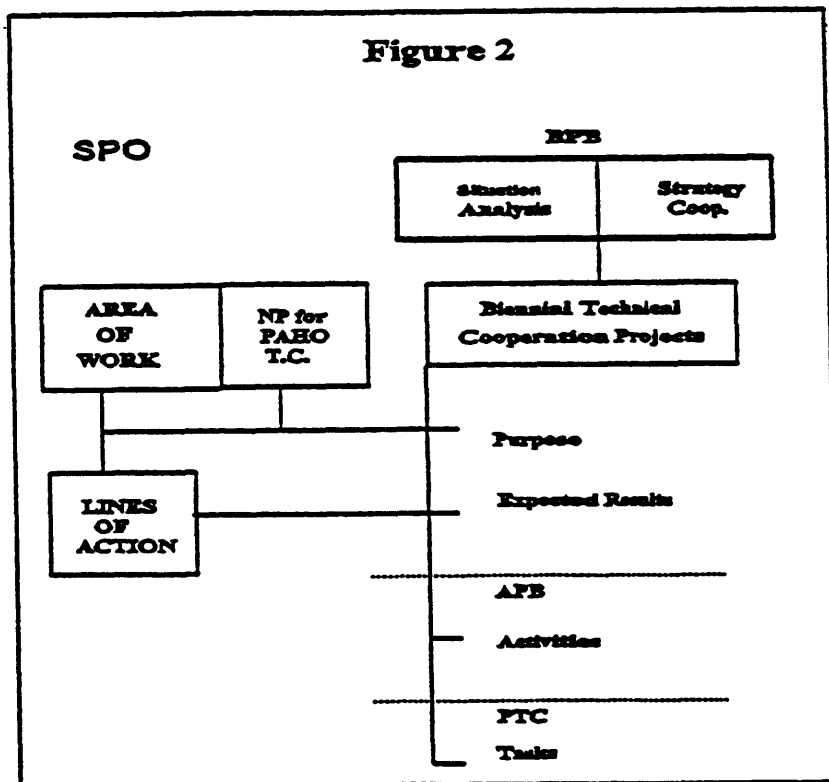 Figure 2
SPO
BPB
Situation
Analysis
Strategy
Coop.
AREA
OF
WORK
NP for
PAHO
T.C.
Biennial Technical
Cooperation Projects
Purpose
LINES
OF
ACTION
Expected Results
APB
Activities
PTC
Tasks